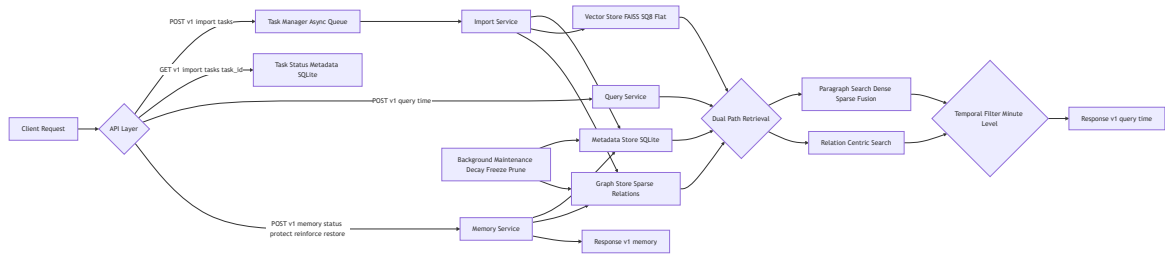 Client Request
API Layer
POST v1 import tasks
GET v1 import tasks task_id
POST v1 query time
POST v1 memory status
protect reinforce restore
Task Manager Async Queue
Task Status Metadata
SQLite
Import Service
Background Maintenance
Decay Freeze Prune
Memory Service
Vector Store FAISS SQ8 Flat
Query Service
Metadata Store SQLite
Graph Store Sparse
Relations
Response v1 memory
Dual Path Retrieval
Paragraph Search Dense
Sparse Fusion
Relation Centric Search
Temporal Filter Minute
Level
Response v1 query time